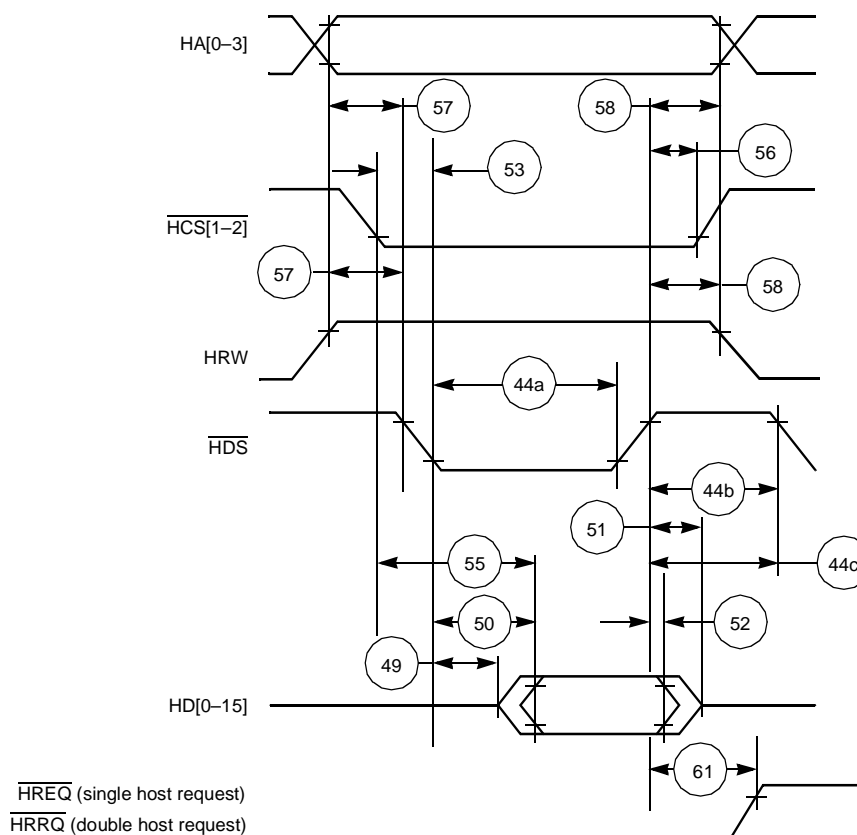 HA[0–3]
57
58
56
53
HCS[1–2]
57
58
HRW
44a
HDS
44b
51
55
44c
50
52
49
HD[0–15]
61
HREQ (single host request)
HRRQ (double host request)